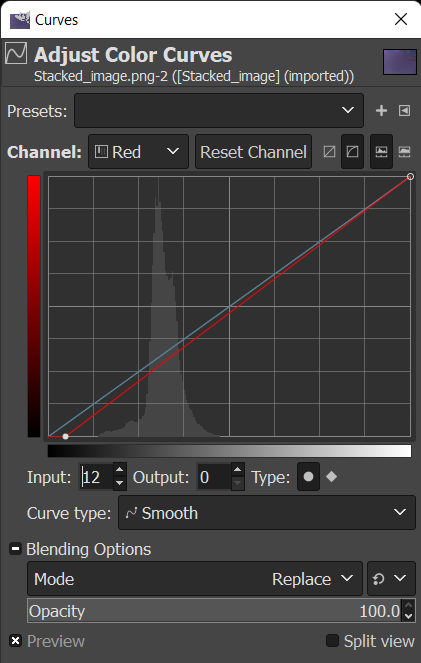 Curves
Adjust Color Curves
Stacked_image.png-2 ([Stacked_image] (imported))
Presets:
Channel: Red Reset Channel
Input: 12 Output: 0 Type:
Curve type: Smooth
Blending Options
Mode Replace
Opacity 100.0
Preview Split view